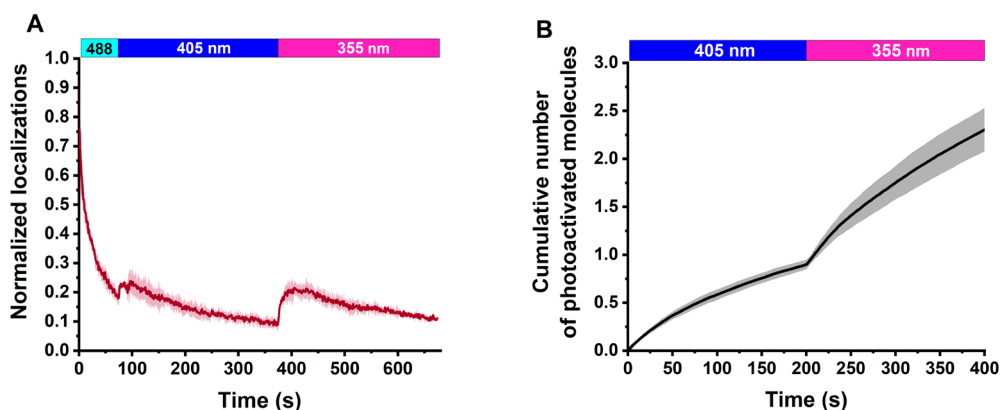 A
488 405 nm 355 nm
1.0
0.9
0.8
0.7
0.6
0.5
0.4
0.3
0.2
0.1
0.0
Normalized localizations
0 100 200 300 400 500 600
Time (s)
B
405 nm 355 nm
3.0
2.5
2.0
1.5
1.0
0.5
0.0
Cumulative number
of photoactivated molecules
0 50 100 150 200 250 300 350 400
Time (s)